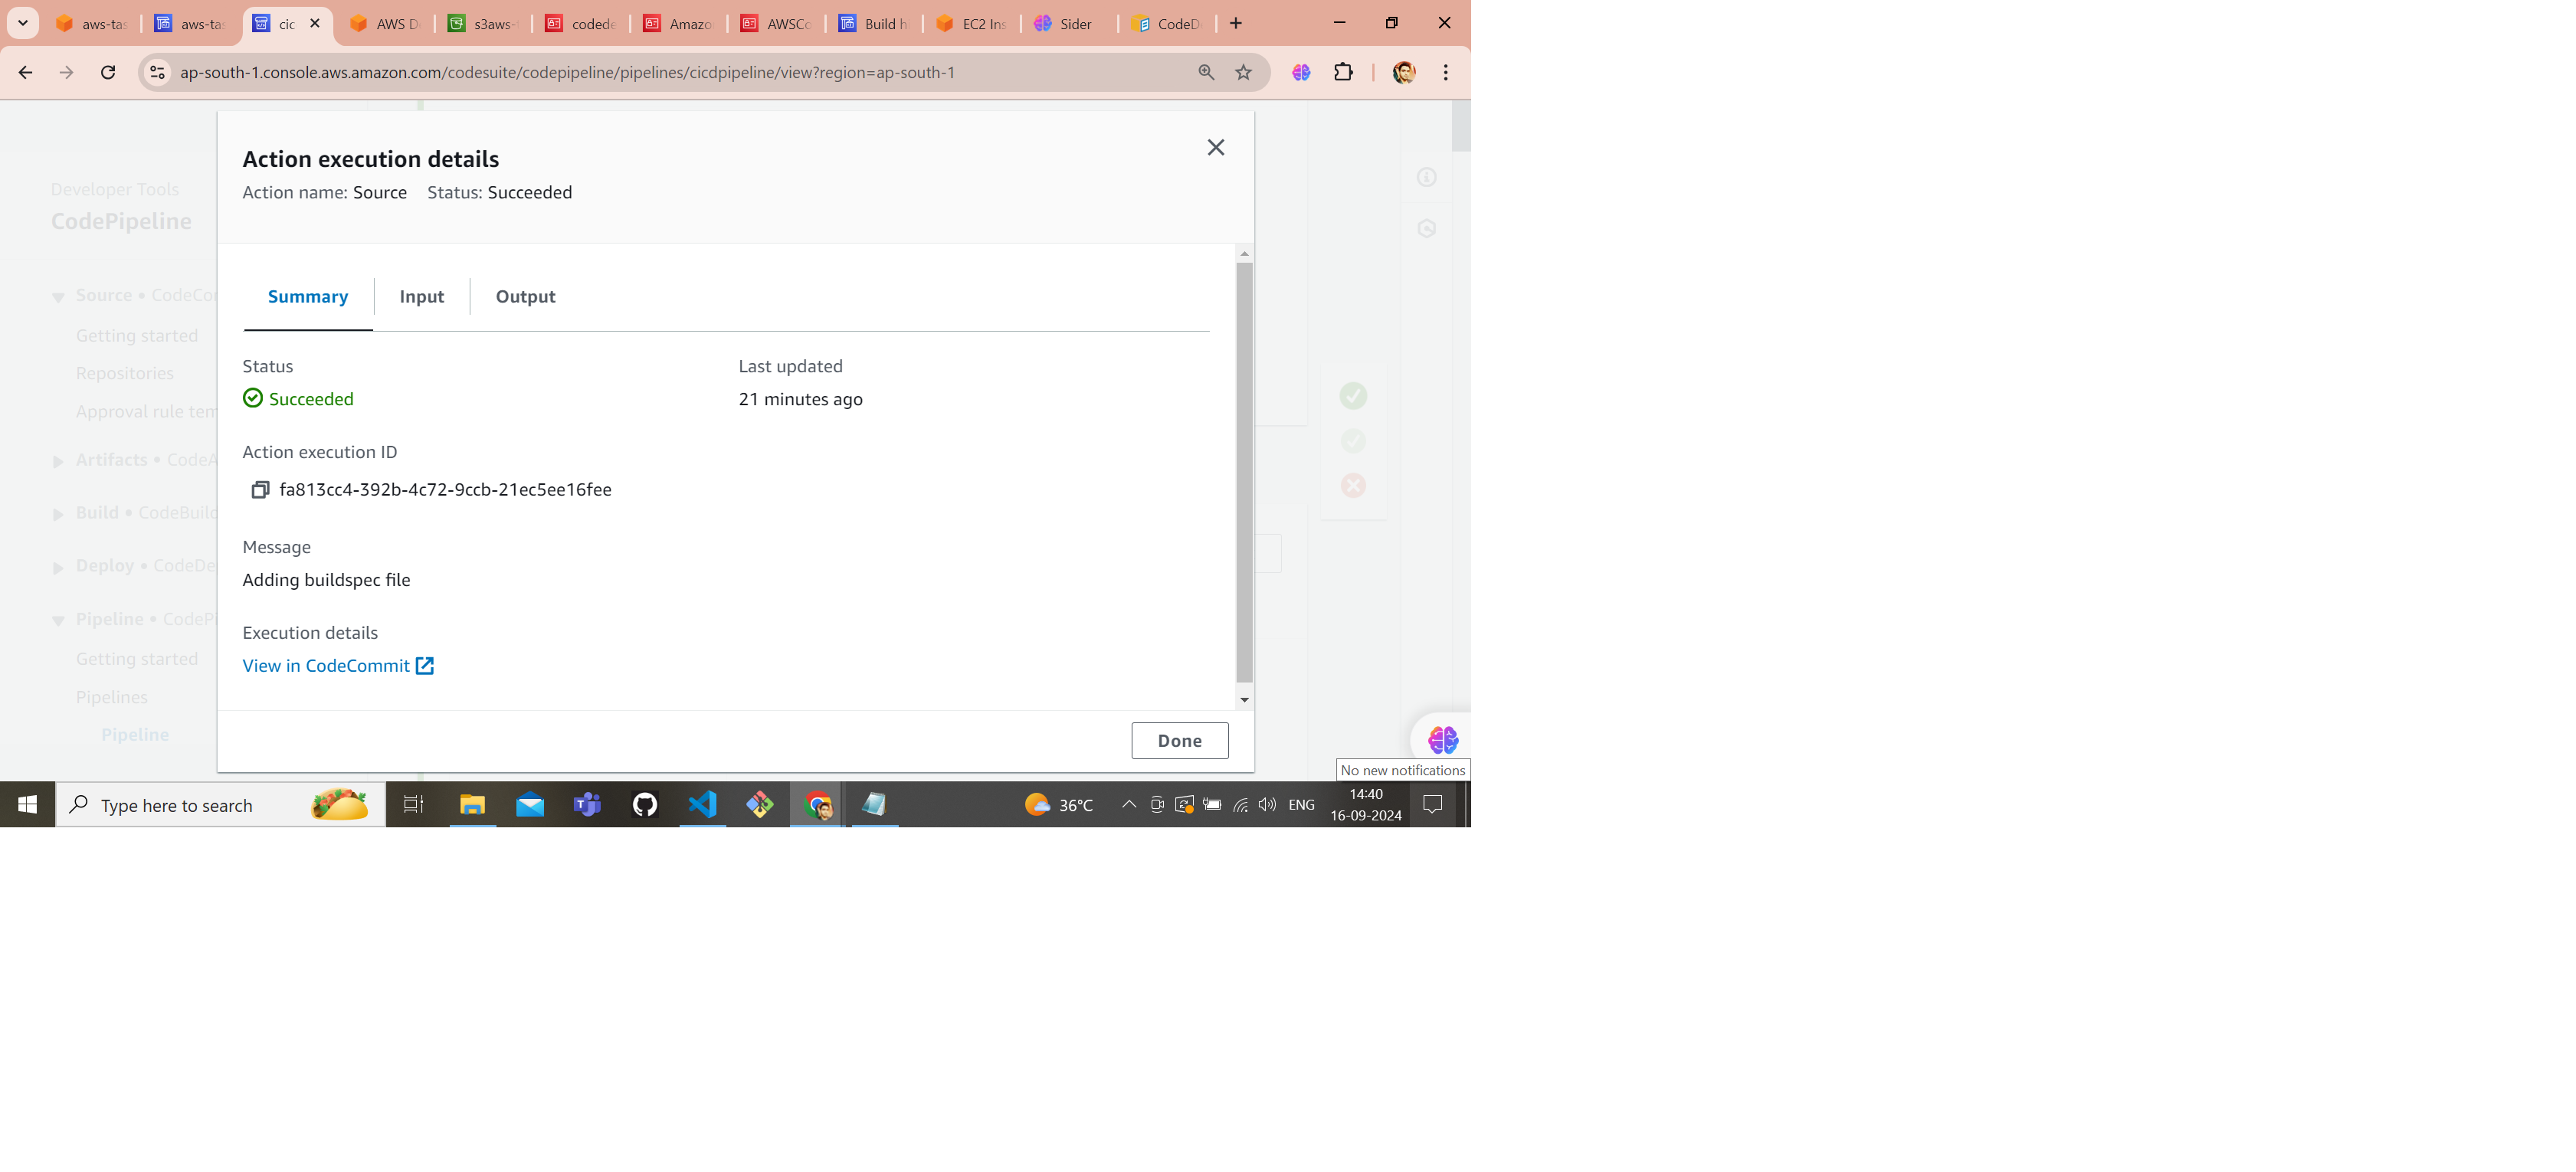 aws-tas
aws-tas
cic
AWS D
s3aws-
codede
Amazo
AWSCo
Build h
EC2 Ins
Sider
CodeD
ap-south-1.console.aws.amazon.com/codesuite/codepipeline/pipelines/cicdpipeline/view?region=ap-south-1
Developer Tools
CodePipeline
Source • CodeCom
Getting started
Repositories
Approval rule tem
Artifacts • CodeA
Build • CodeBuild
Deploy • CodeDe
Pipeline • CodePi
Getting started
Pipelines
Pipeline
Action execution details
Action name: Source Status: Succeeded
Summary
Input
Output
Status
Succeeded
Last updated
21 minutes ago
Action execution ID
fa813cc4-392b-4c72-9ccb-21ec5ee16fee
Message
Adding buildspec file
Execution details
View in CodeCommit
Done
No new notifications
Type here to search
36°C
ENG
14:40
16-09-2024